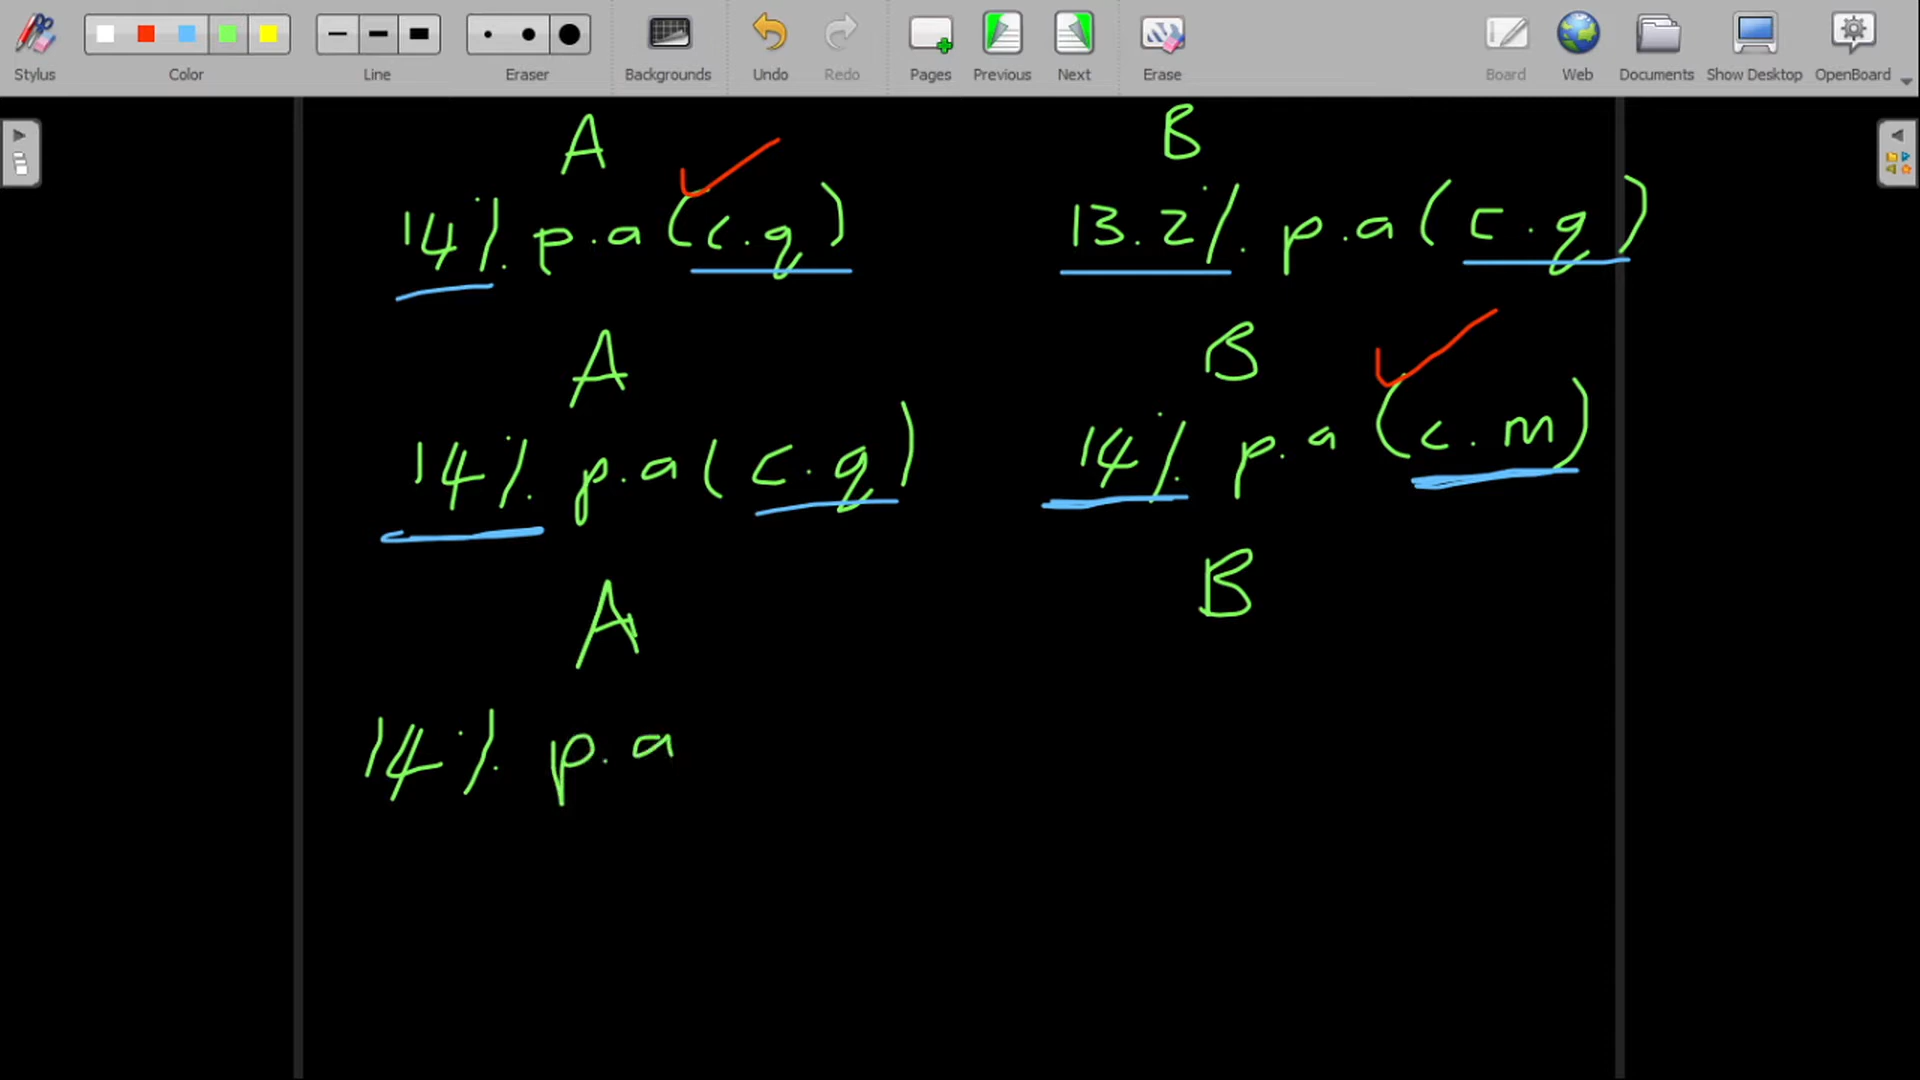 Stylus Color Line Eraser Backgrounds Undo Redo Pages Previous Next Erase Board Web Documents Show Desktop OpenBoard
A B
14% p.a (c.q) 13.2% p.a (c.q)
A B
14% p.a (c.q) 14% p.a (c.m)
A B
14% p.a